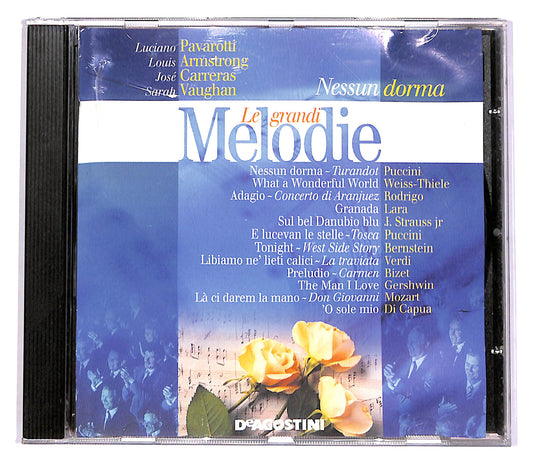 Luciano Pavarotti
Louis Armstrong
José Carreras
Sarah Vaughan
Nessun dorma
Le grandi
Melodie
Nessun dorma ~ Turandot Puccini
What a Wonderful World Weiss-Thiele
Adagio ~ Concerto di Aranjuez Rodrigo
Granada Lara
Sul bel Danubio blu J. Strauss jr
E lucevan le stelle ~ Tosca Puccini
Tonight ~ West Side Story Bernstein
Libiamo ne' lieti calici ~ La traviata Verdi
Preludio ~ Carmen Bizet
The Man I Love Gershwin
Là ci darem la mano ~ Don Giovanni Mozart
'O sole mio Di Capua
DeAGOSTINI